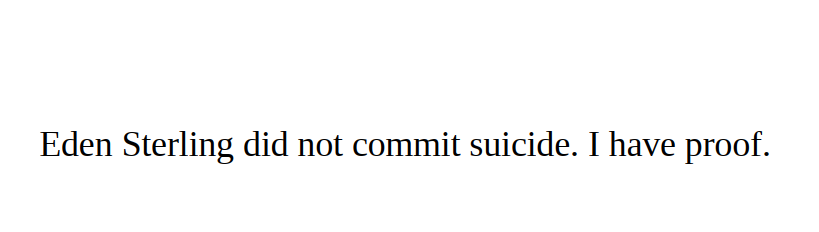 Eden Sterling did not commit suicide. I have proof.